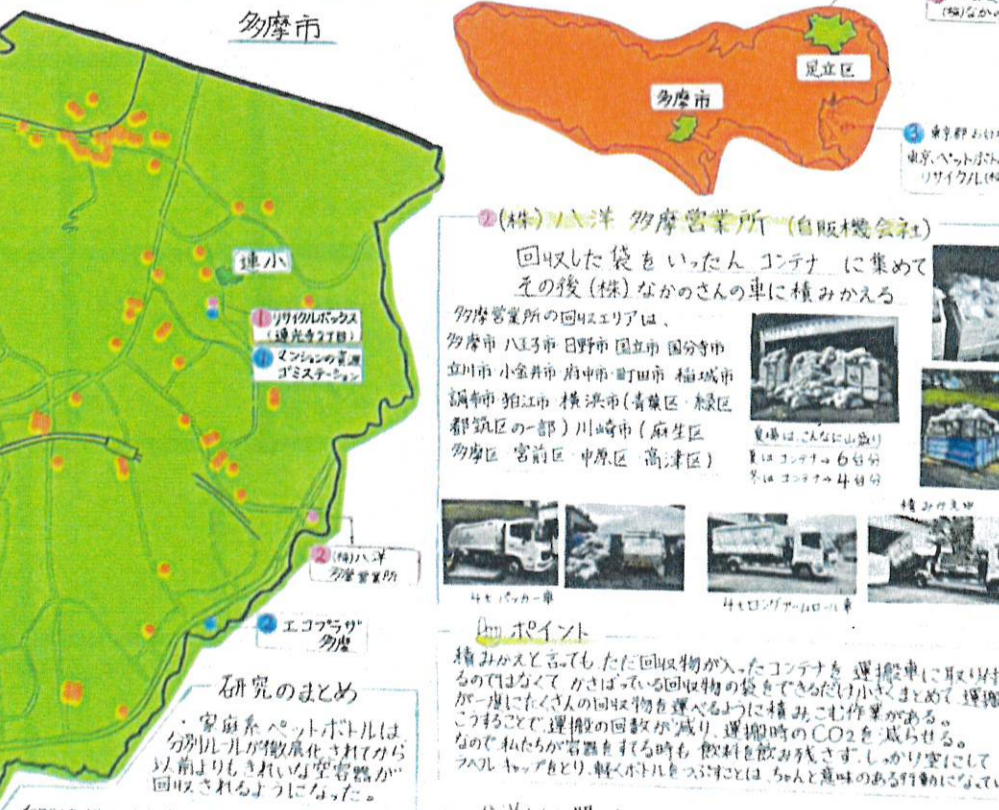 多摩市
連小
1 リサイクルボックス
(連光寺2丁目)
1 マンションの資源
ゴミステーション
2 (株)八洋
多摩営業所
2 エコプラザ
多摩
研究のまとめ
・家庭系ペットボトルは
分別ルールが徹底化されてから
以前よりもきれいな空容器が
回収されるようになった。
足立区
多摩市
(株)なかの
3 東京都
東京ペットボトル
リサイクル(株
2 (株)八洋 多摩営業所 (自販機会社)
回収した袋をいったん コンテナ に集めて
その後(株)なかのさんの車に積みかえる
多摩営業所の回収エリアは、
多摩市 八王子市 日野市 国立市 国分寺市
立川市 小金井市 府中市 町田市 稲城市
調布市 狛江市 横浜市(青葉区 緑区
都筑区の一部) 川崎市(麻生区
多摩区 宮前区 中原区 高津区)
夏場は、こんなに山盛り
夏は コンテナ→6台分
冬は コンテナ→4台分
積みかえ中
4t パッカー車
4tロングアームロール車
ポイント
積みかえと言っても、ただ回収物が入ったコンテナを 運搬車に取り付け
るのではなくて かさばっている回収物の袋をできるだけ小さくまとめて 運搬
が一度にたくさんの回収物を運べるように積みこむ作業がある。
こうすることで、運搬の回数が減り、運搬時のCO2を減らせる。
なので、私たちが容器をすてる時も 飲料を飲み残さず、しっかり空にして
ラベル キャップをとり、軽くボトルをつぶすことは、ちゃんと意味のある行動になってい